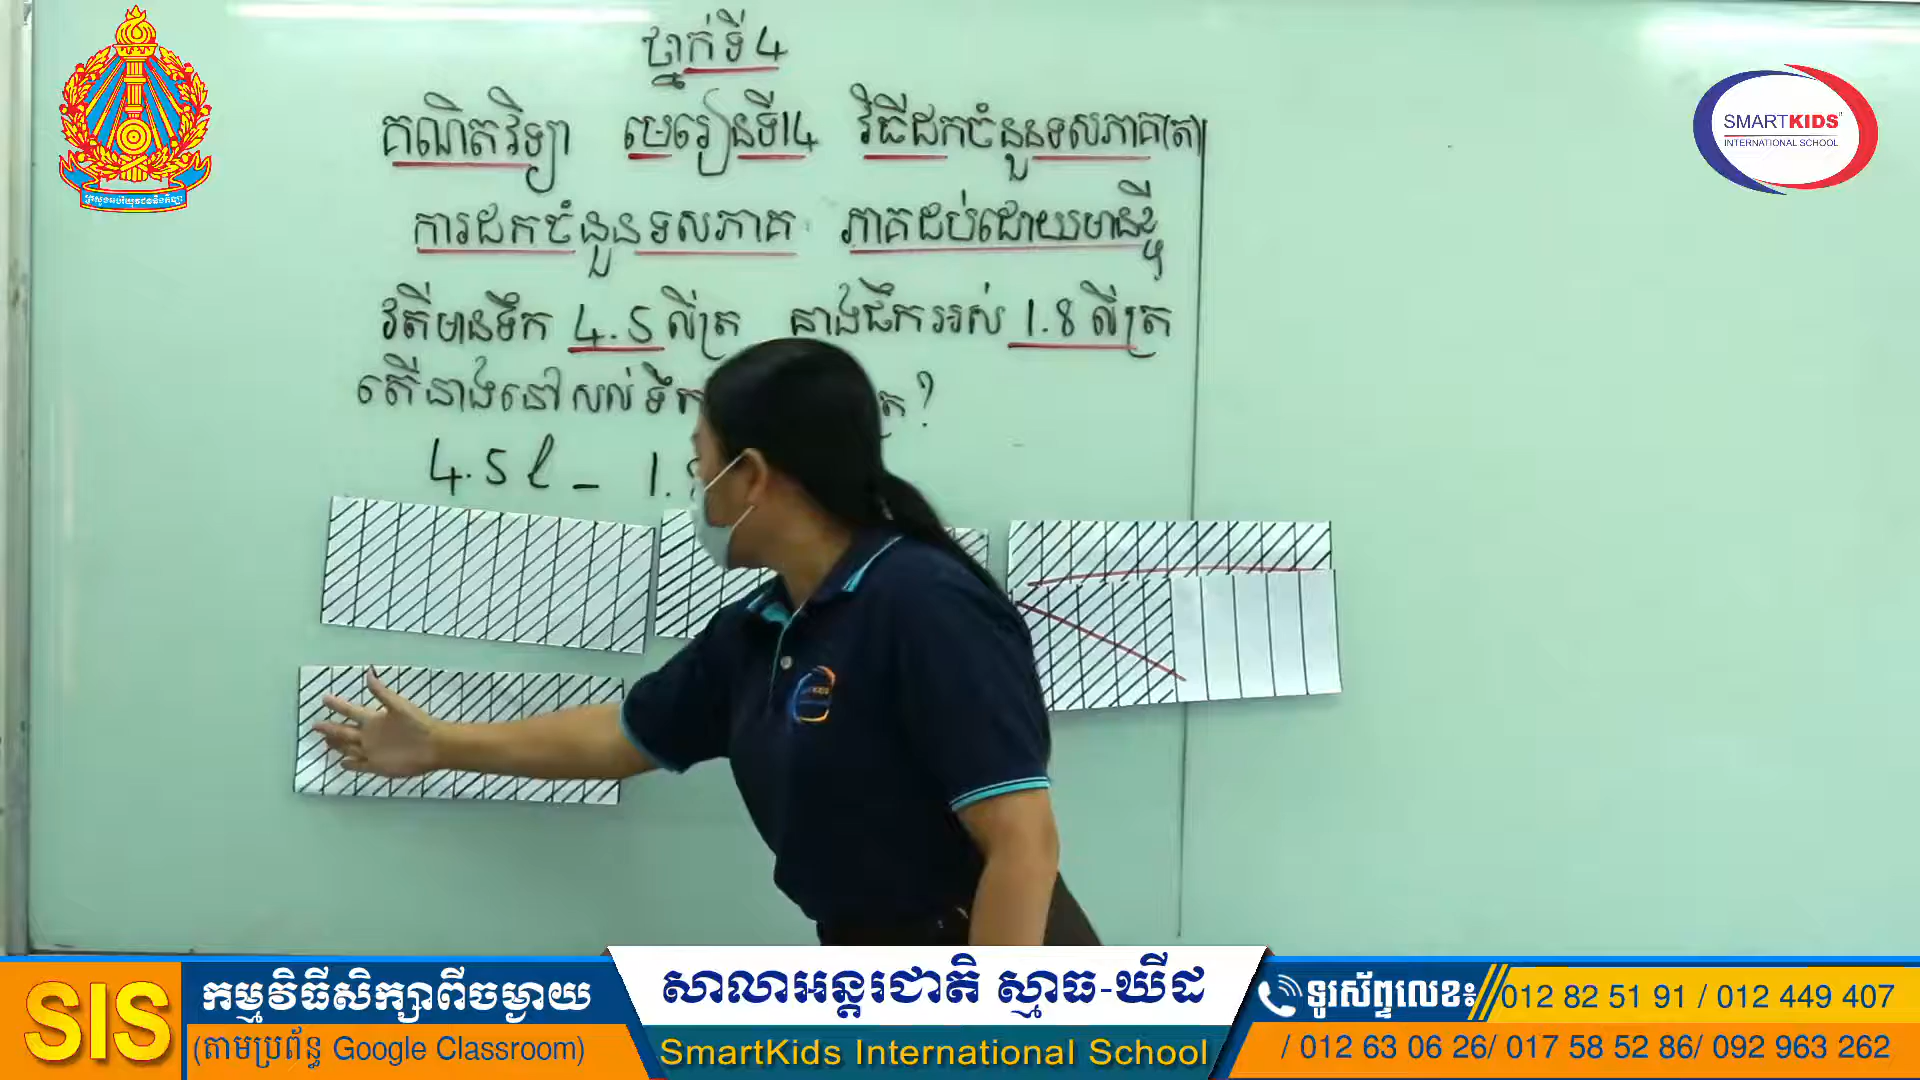 ថ្នាក់ទី4
គណិតវិទ្យា មេរៀនទី14 វិធីដកចំនួនទសភាគ(ត)
ការដកចំនួនទសភាគ ភាគដប់ដោយមានខ្ចី
រតីមានទឹក 4.5 លីត្រ នាងផឹកអស់ 1.8 លីត្រ
តើនាងនៅសល់ទឹក ?
4.5 l - 1.
SMARTKIDS
INTERNATIONAL SCHOOL
SIS
កម្មវិធីសិក្សាពីចម្ងាយ
(តាមប្រព័ន្ធ Google Classroom)
សាលាអន្តរជាតិ ស្មាធ-ឃីដ
SmartKids International School
ទូរស័ព្ទលេខ៖ 012 82 51 91 / 012 449 407
/ 012 63 06 26/ 017 58 52 86/ 092 963 262